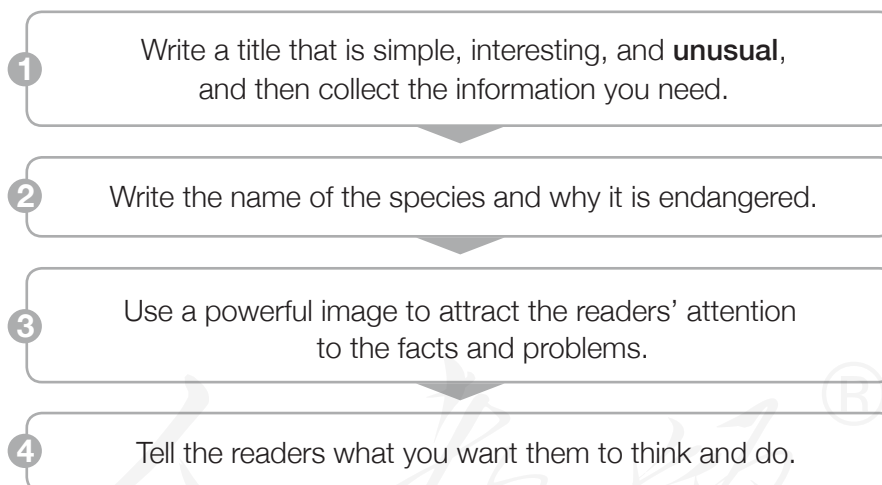 1
Write a title that is simple, interesting, and unusual,
and then collect the information you need.
2
Write the name of the species and why it is endangered.
3
Use a powerful image to attract the readers’ attention
to the facts and problems.
4
Tell the readers what you want them to think and do.
®